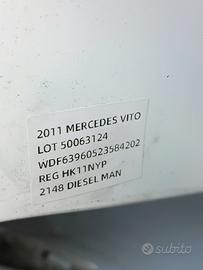 2011 MERCEDES VITO
LOT 50063124
WDF63960523584202
REG HK11NYP
2148 DIESEL MAN
subito